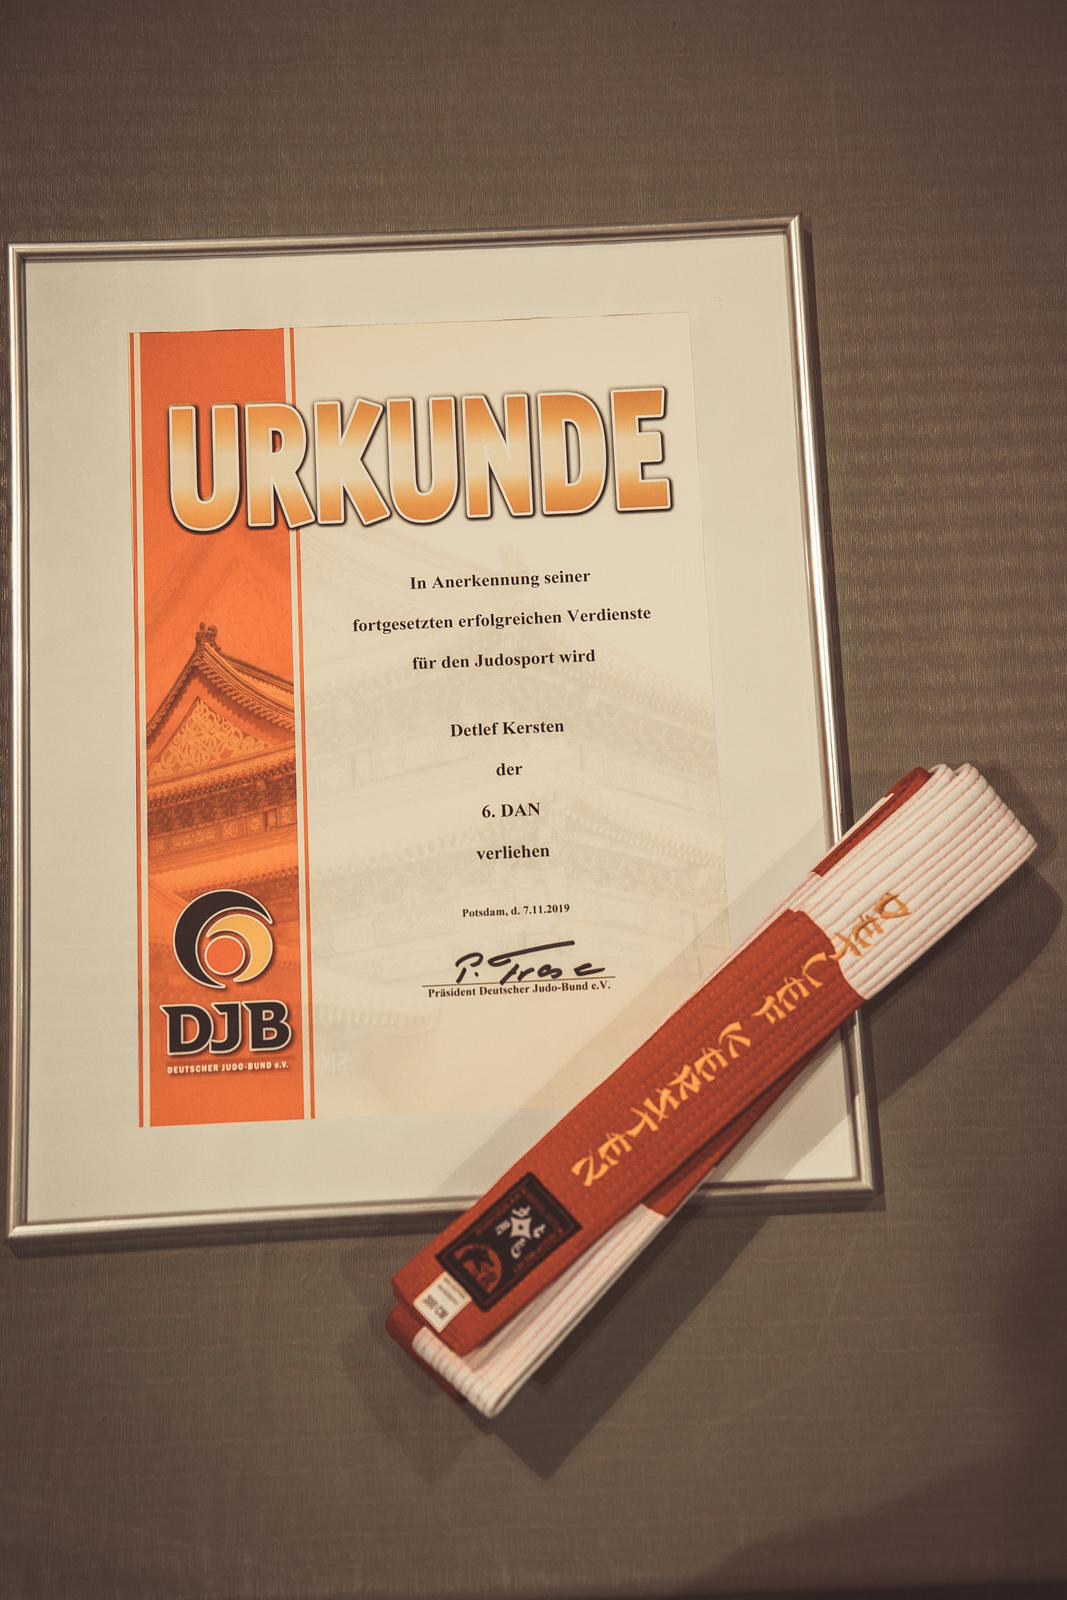 URKUNDE
In Anerkennung seiner
fortgesetzten erfolgreichen Verdienste
für den Judosport wird
Detlef Kersten
der
6. DAN
verliehen
Potsdam, d. 7.11.2019
P. Frese
Präsident Deutscher Judo-Bund e.V.
DJB
DEUTSCHER JUDO-BUND e.V.
DETLEF KERSTEN